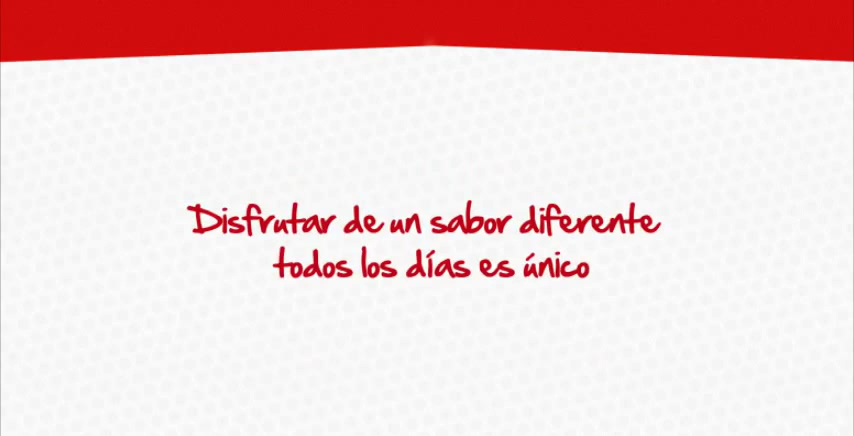 Disfrutar de un sabor diferente
todos los días es único